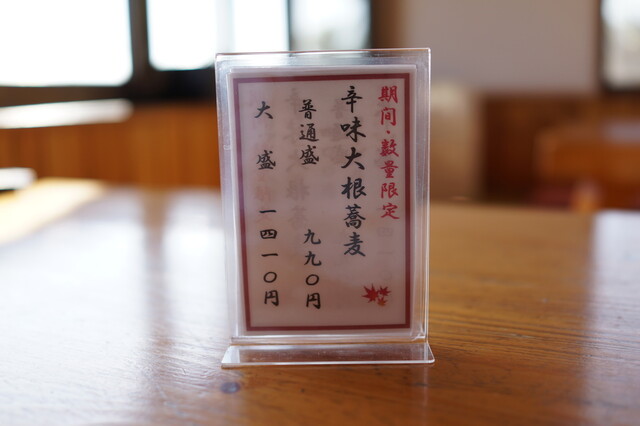 期間・数量限定
辛味大根蕎麦
普通盛 九九〇円
大盛 一四一〇円